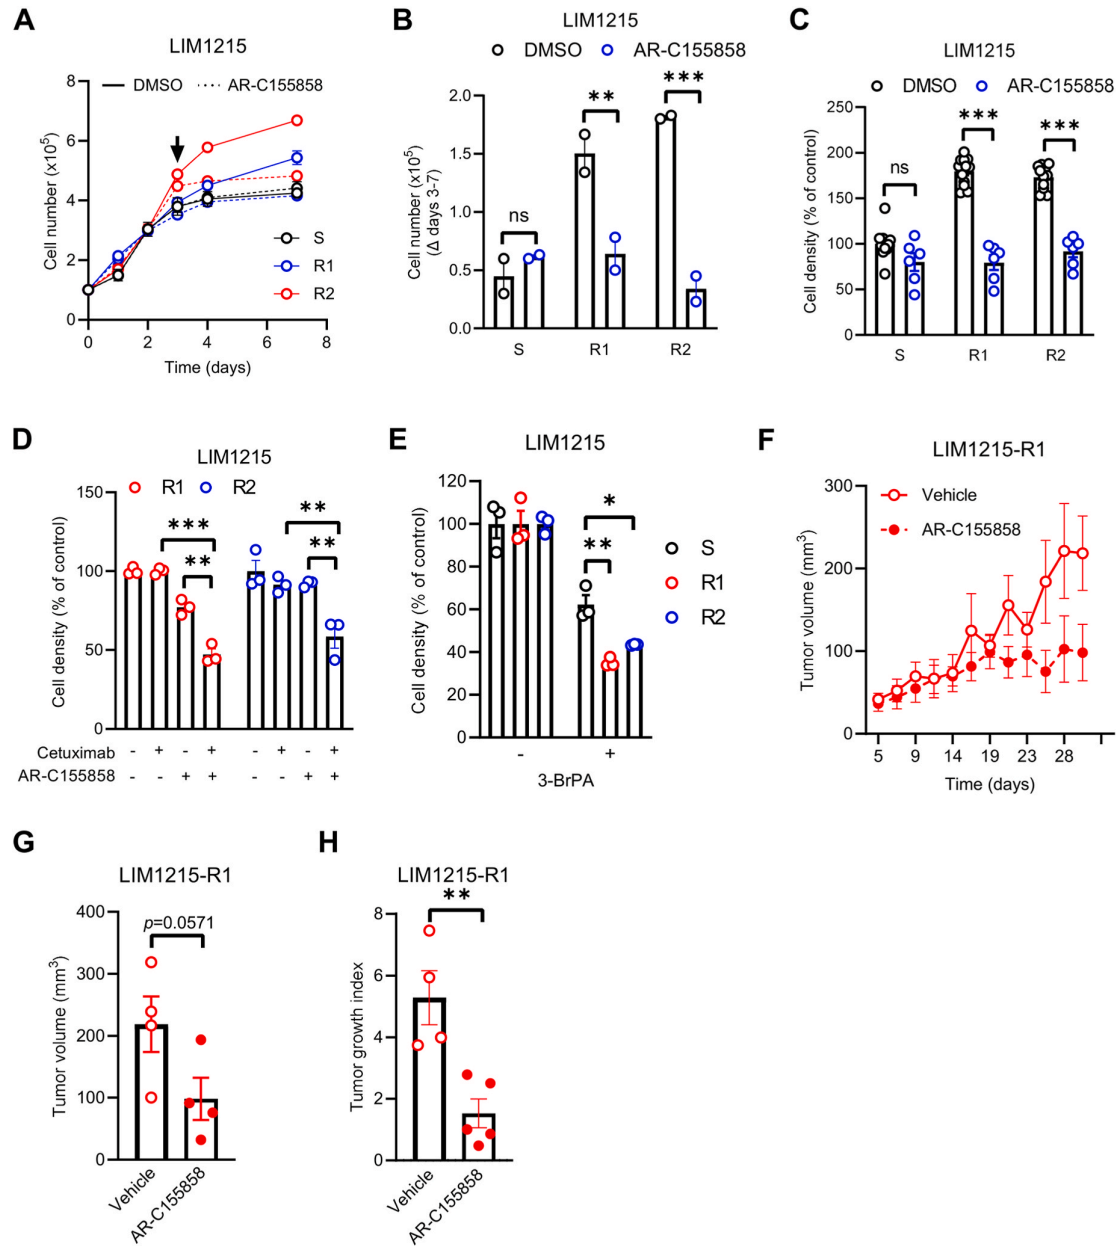 A
LIM1215
DMSO AR-C155858
Cell number (x10⁵)
8
6
4
2
0
S
R1
R2
0 2 4 6 8
Time (days)
B
LIM1215
DMSO AR-C155858
Cell number (x10⁵)
(Δ days 3-7)
2.0
1.5
1.0
0.5
0.0
ns
**
***
S R1 R2
C
LIM1215
DMSO AR-C155858
Cell density (% of control)
250
200
150
100
50
0
ns
***
***
S R1 R2
D
LIM1215
R1 R2
Cell density (% of control)
150
100
50
0
***
**
**
**
Cetuximab - + - + - + - +
AR-C155858 - - + + - - + +
E
LIM1215
Cell density (% of control)
120
100
80
60
40
20
0
*
**
S
R1
R2
- +
3-BrPA
F
LIM1215-R1
Vehicle
AR-C155858
Tumor volume (mm³)
300
200
100
0
5 9 14 19 23 28
Time (days)
G
LIM1215-R1
p=0.0571
Tumor volume (mm³)
400
300
200
100
0
Vehicle
AR-C155858
H
LIM1215-R1
**
Tumor growth index
8
6
4
2
0
Vehicle
AR-C155858